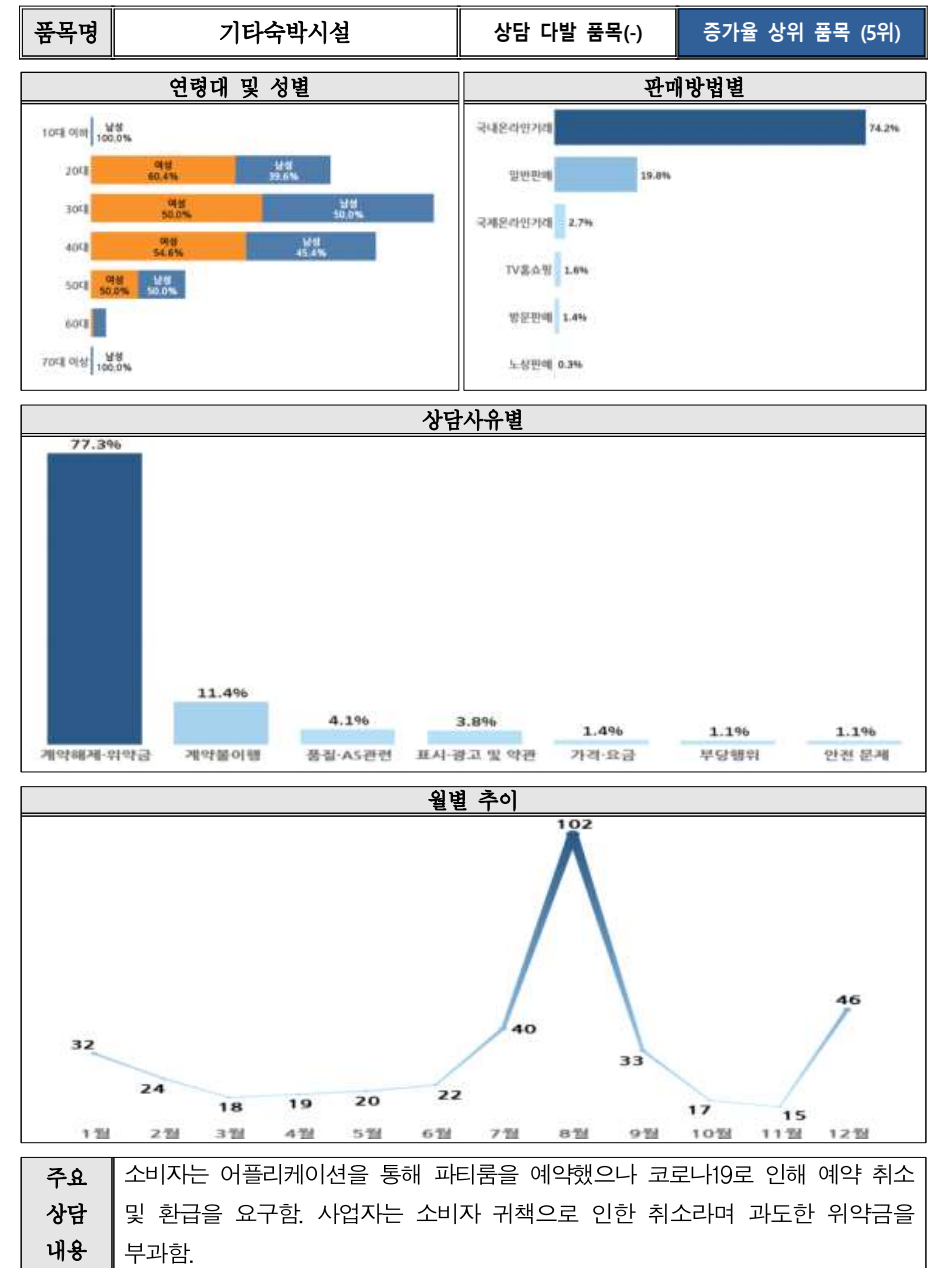 품목명 기타숙박시설 상담 다발 품목(-) 증가율 상위 품목 (5위)
연령대 및 성별
10대 이하 남성 100.0%
20대 여성 60.4% 남성 39.6%
30대 여성 50.0% 남성 50.0%
40대 여성 54.6% 남성 45.4%
50대 여성 50.0% 남성 50.0%
60대
70대 이상 남성 100.0%
판매방법별
국내온라인거래 74.2%
일반판매 19.8%
국제온라인거래 2.7%
TV홈쇼핑 1.6%
방문판매 1.4%
노상판매 0.3%
상담사유별
77.3% 11.4% 4.1% 3.8% 1.4% 1.1% 1.1%
계약해제·위약금 계약불이행 품질·AS관련 표시·광고 및 약관 가격·요금 부당행위 안전 문제
월별 추이
32 24 18 19 20 22 40 102 33 17 15 46
1월 2월 3월 4월 5월 6월 7월 8월 9월 10월 11월 12월
주요 상담 내용
소비자는 어플리케이션을 통해 파티룸을 예약했으나 코로나19로 인해 예약 취소
및 환급을 요구함. 사업자는 소비자 귀책으로 인한 취소라며 과도한 위약금을
부과함.